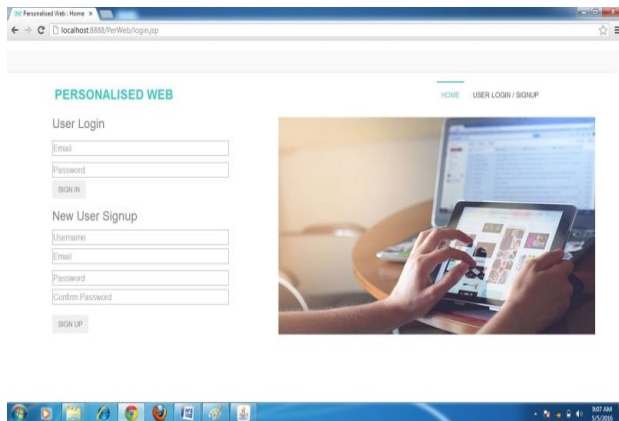 Personalised Web : Home
localhost:8888/PerWeb/login.jsp
PERSONALISED WEB
HOME USER LOGIN / SIGNUP
User Login
Email
Password
SIGN IN
New User Signup
Username
Email
Password
Confirm Password
SIGN UP
9:07 AM
5/5/2016